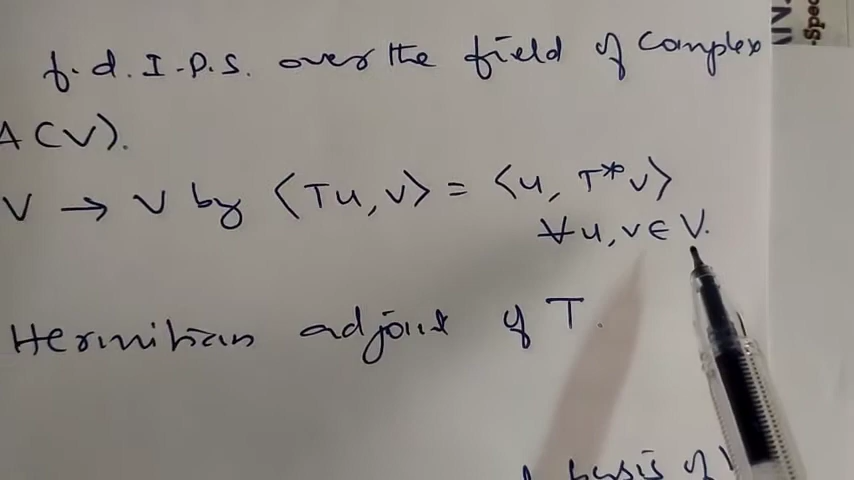 f.d.I.P.S. over the field of complex
A(V).
V → V by ⟨Tu, v⟩ = ⟨u, T*v⟩
∀ u, v ∈ V.
Hermitian adjoint of T.
basis of